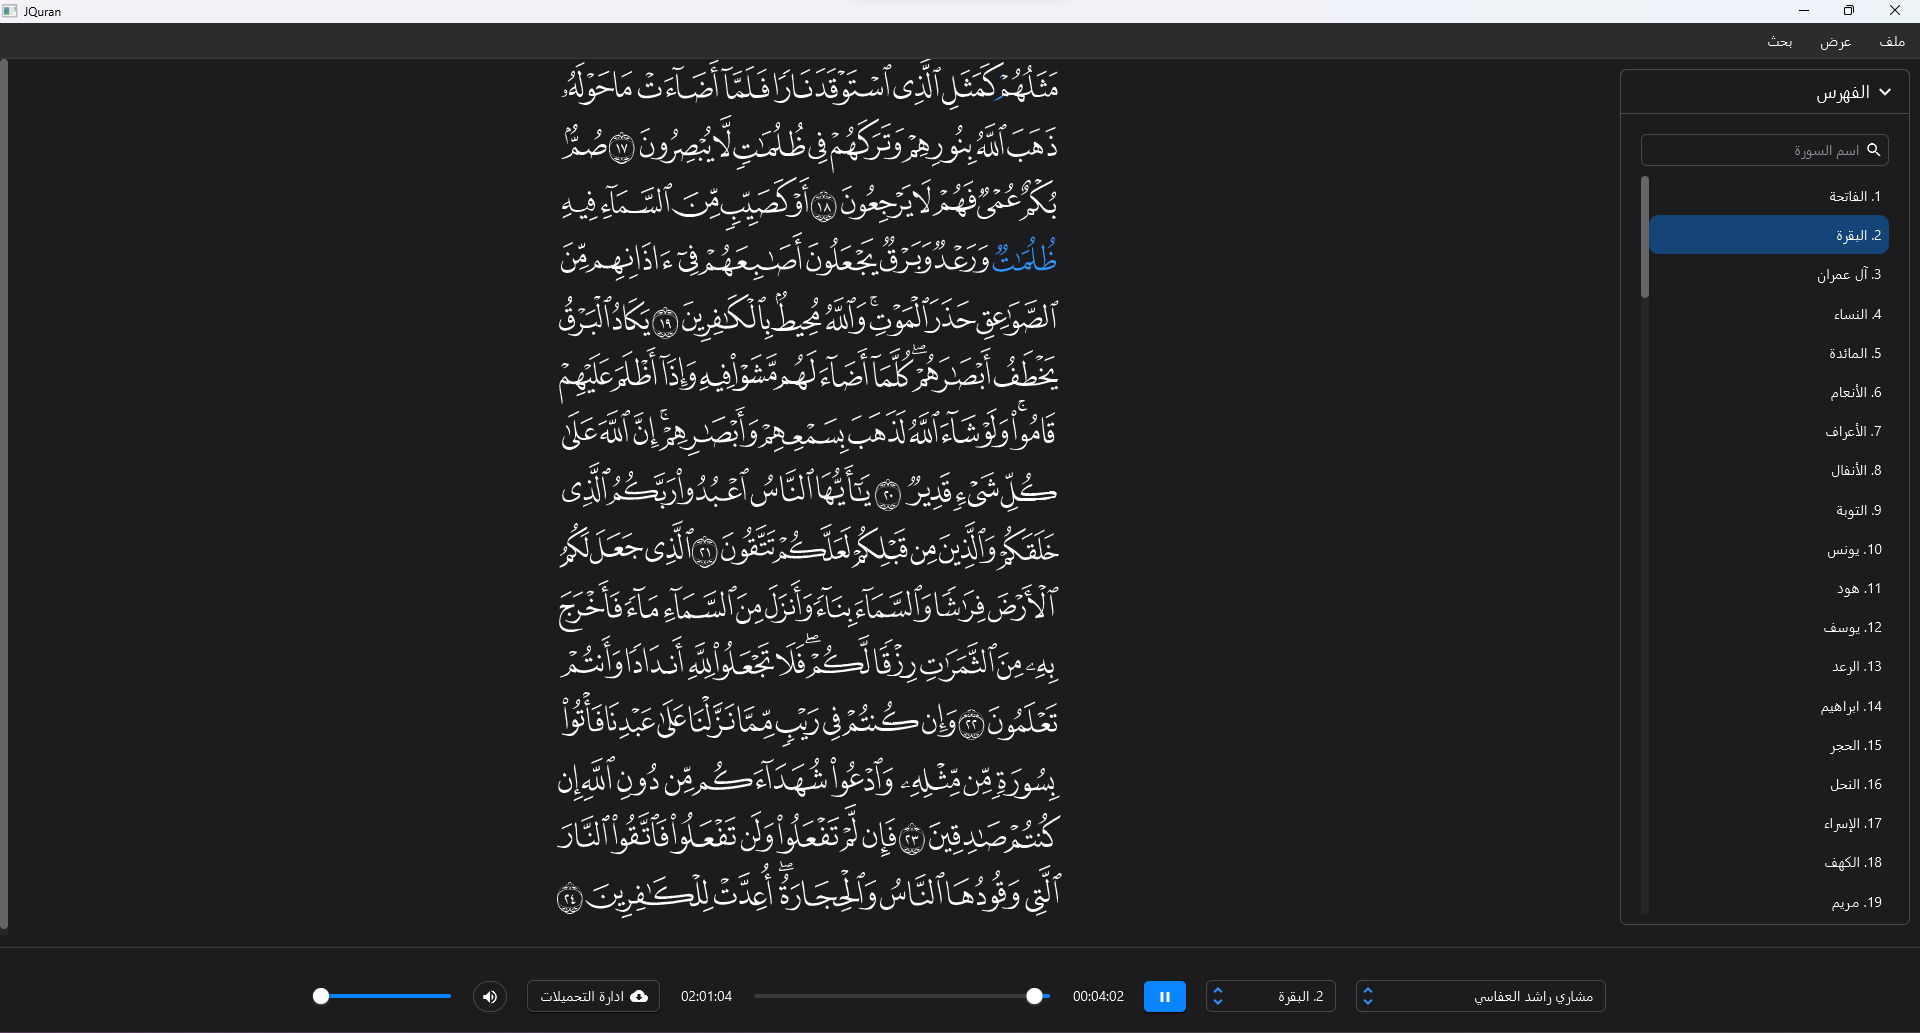 JQuran
ملف
عرض
بحث
مَثَلُهُمْ كَمَثَلِ ٱلَّذِى ٱسْتَوْقَدَ نَارًا فَلَمَّآ أَضَآءَتْ مَا حَوْلَهُۥ
ذَهَبَ ٱللَّهُ بِنُورِهِمْ وَتَرَكَهُمْ فِى ظُلُمَـٰتٍ لَّا يُبْصِرُونَ ١٧ صُمٌّۢ
بُكْمٌ عُمْىٌ فَهُمْ لَا يَرْجِعُونَ ١٨ أَوْ كَصَيِّبٍ مِّنَ ٱلسَّمَآءِ فِيهِ
ظُلُمَـٰتٌ وَرَعْدٌ وَبَرْقٌ يَجْعَلُونَ أَصَـٰبِعَهُمْ فِىٓ ءَاذَانِهِم مِّنَ
ٱلصَّوَٰعِقِ حَذَرَ ٱلْمَوْتِ ۚ وَٱللَّهُ مُحِيطٌۢ بِٱلْكَـٰفِرِينَ ١٩ يَكَادُ ٱلْبَرْقُ
يَخْطَفُ أَبْصَـٰرَهُمْ ۖ كُلَّمَآ أَضَآءَ لَهُم مَّشَوْا۟ فِيهِ وَإِذَآ أَظْلَمَ عَلَيْهِمْ
قَامُوا۟ ۚ وَلَوْ شَآءَ ٱللَّهُ لَذَهَبَ بِسَمْعِهِمْ وَأَبْصَـٰرِهِمْ ۚ إِنَّ ٱللَّهَ عَلَىٰ
كُلِّ شَىْءٍ قَدِيرٌ ٢٠ يَـٰٓأَيُّهَا ٱلنَّاسُ ٱعْبُدُوا۟ رَبَّكُمُ ٱلَّذِى
خَلَقَكُمْ وَٱلَّذِينَ مِن قَبْلِكُمْ لَعَلَّكُمْ تَتَّقُونَ ٢١ ٱلَّذِى جَعَلَ لَكُمُ
ٱلْأَرْضَ فِرَٰشًا وَٱلسَّمَآءَ بِنَآءً وَأَنزَلَ مِنَ ٱلسَّمَآءِ مَآءً فَأَخْرَجَ
بِهِۦ مِنَ ٱلثَّمَرَٰتِ رِزْقًا لَّكُمْ ۖ فَلَا تَجْعَلُوا۟ لِلَّهِ أَندَادًا وَأَنتُمْ
تَعْلَمُونَ ٢٢ وَإِن كُنتُمْ فِى رَيْبٍ مِّمَّا نَزَّلْنَا عَلَىٰ عَبْدِنَا فَأْتُوا۟
بِسُورَةٍ مِّن مِّثْلِهِۦ وَٱدْعُوا۟ شُهَدَآءَكُم مِّن دُونِ ٱللَّهِ إِن
كُنتُمْ صَـٰدِقِينَ ٢٣ فَإِن لَّمْ تَفْعَلُوا۟ وَلَن تَفْعَلُوا۟ فَٱتَّقُوا۟ ٱلنَّارَ
ٱلَّتِى وَقُودُهَا ٱلنَّاسُ وَٱلْحِجَارَةُ ۖ أُعِدَّتْ لِلْكَـٰفِرِينَ ٢٤
الفهرس
اسم السورة
1. الفاتحة
2. البقرة
3. آل عمران
4. النساء
5. المائدة
6. الأنعام
7. الأعراف
8. الأنفال
9. التوبة
10. يونس
11. هود
12. يوسف
13. الرعد
14. ابراهيم
15. الحجر
16. النحل
17. الإسراء
18. الكهف
19. مريم
مشاري راشد العفاسي
2. البقرة
00:04:02
02:01:04
ادارة التحميلات